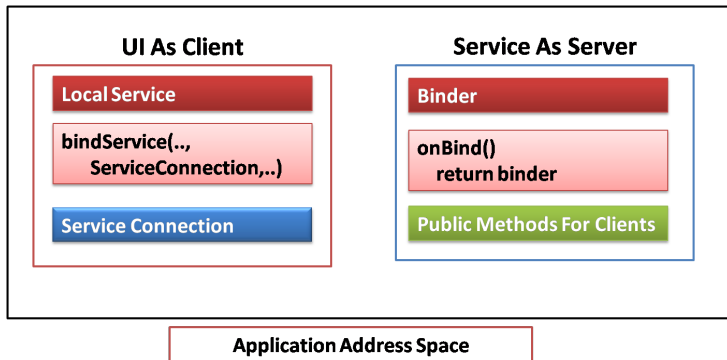 UI As Client
Local Service
bindService(..,
ServiceConnection,..)
Service Connection
Service As Server
Binder
onBind()
return binder
Public Methods For Clients
Application Address Space